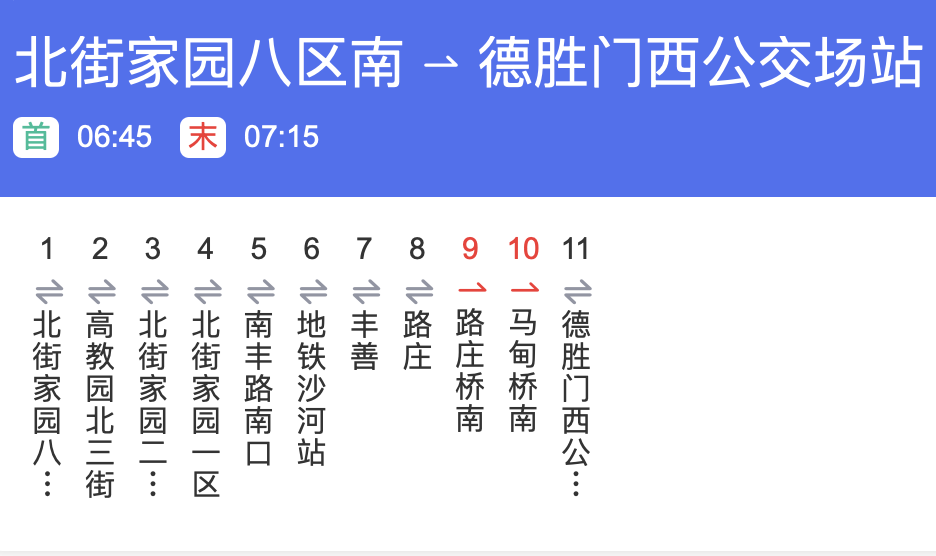 北街家园八区南 ⇀ 德胜门西公交场站
首 06:45 末 07:15
1 2 3 4 5 6 7 8 9 10 11
北街家园八…
高教园北三街
北街家园二…
北街家园一区
南丰路南口
地铁沙河站
丰善
路庄
路庄桥南
马甸桥南
德胜门西公…